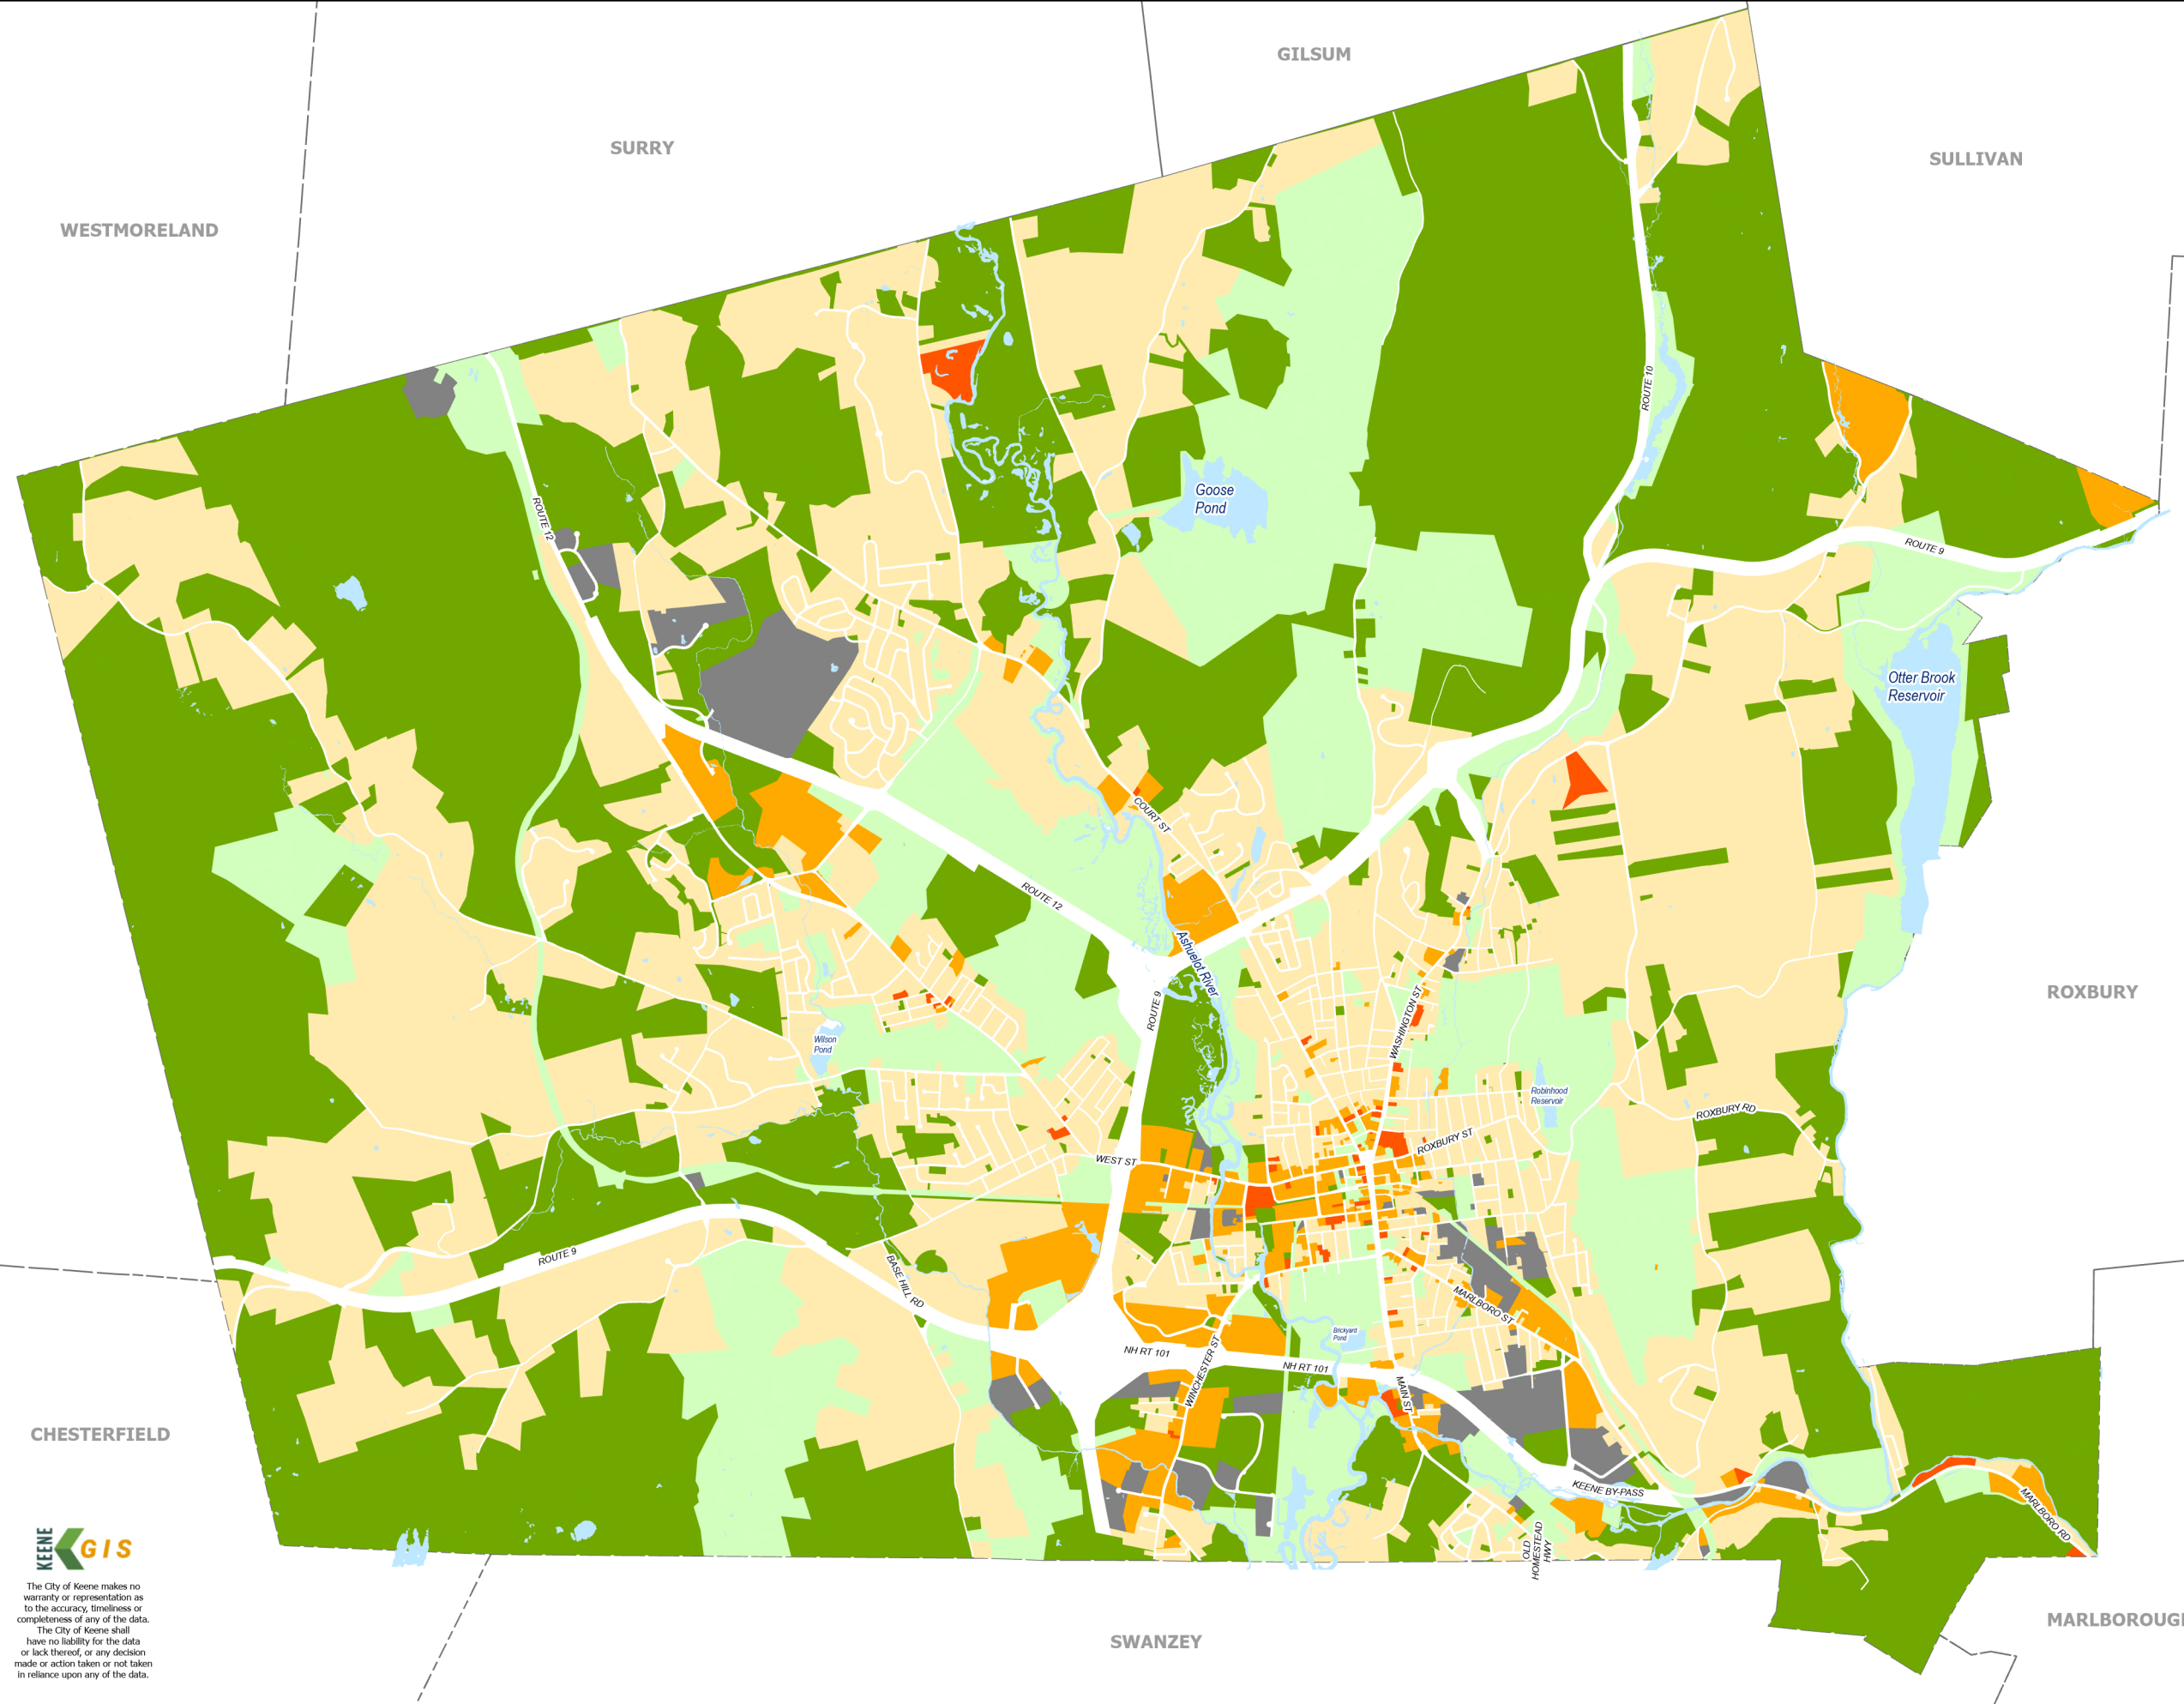 GILSUM
SURRY
SULLIVAN
WESTMORELAND
ROUTE 10
Goose
Pond
ROUTE 12
ROUTE 9
Otter Brook
Reservoir
COURT ST
ROUTE 12
Ashuelot River
ROUTE 9
WASHINGTON ST
ROXBURY
Wilson
Pond
Robinhood
Reservoir
ROXBURY RD
ROXBURY ST
WEST ST
ROUTE 9
BASE HILL RD
MARLBORO ST
Brickyard
Pond
NH RT 101
WINCHESTER ST
NH RT 101
MAIN ST
CHESTERFIELD
KEENE BY-PASS
MARLBORO RD
OLD
HOMESTEAD
HWY
KEENE
GIS
The City of Keene makes no
warranty or representation as
to the accuracy, timeliness or
completeness of any of the data.
The City of Keene shall
have no liability for the data
or lack thereof, or any decision
made or action taken or not taken
in reliance upon any of the data.
MARLBOROUG
SWANZEY